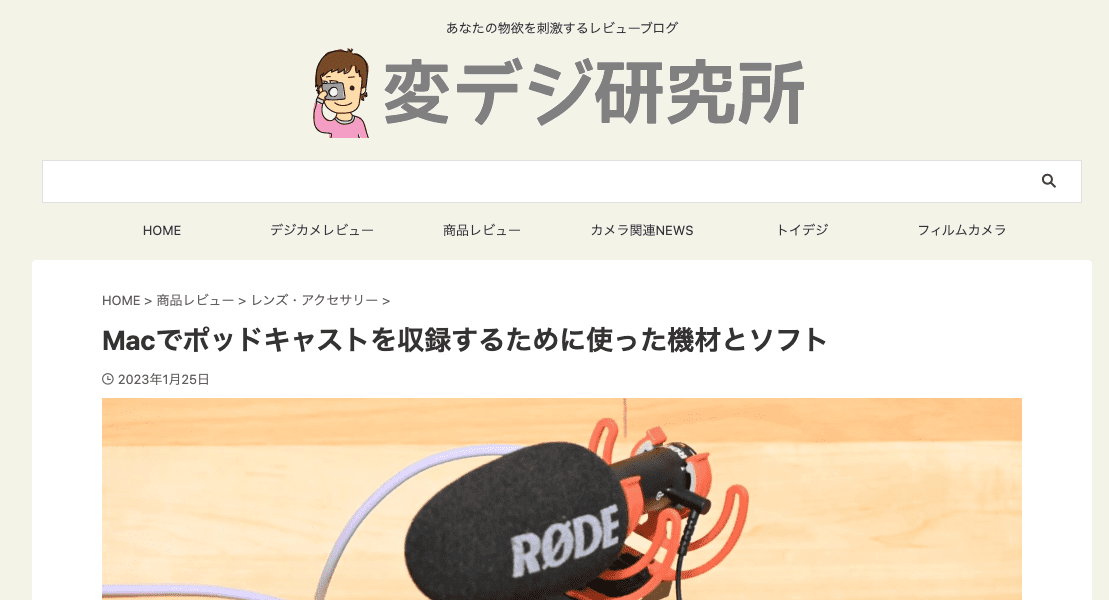 あなたの物欲を刺激するレビューブログ
変デジ研究所
HOME デジカメレビュー 商品レビュー カメラ関連NEWS トイデジ フィルムカメラ
HOME > 商品レビュー > レンズ・アクセサリー >
Macでポッドキャストを収録するために使った機材とソフト
2023年1月25日
RØDE